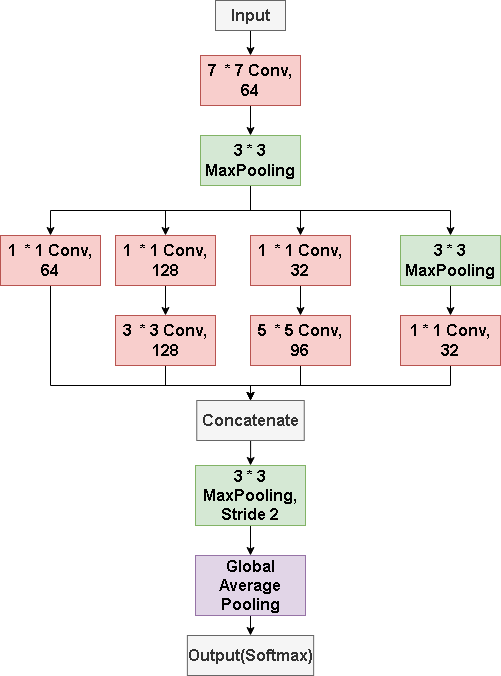 Input
7 * 7 Conv,
64
3 * 3
MaxPooling
1 * 1 Conv,
64
1 * 1 Conv,
128
1 * 1 Conv,
32
3 * 3
MaxPooling
3 * 3 Conv,
128
5 * 5 Conv,
96
1 * 1 Conv,
32
Concatenate
3 * 3
MaxPooling,
Stride 2
Global
Average
Pooling
Output(Softmax)